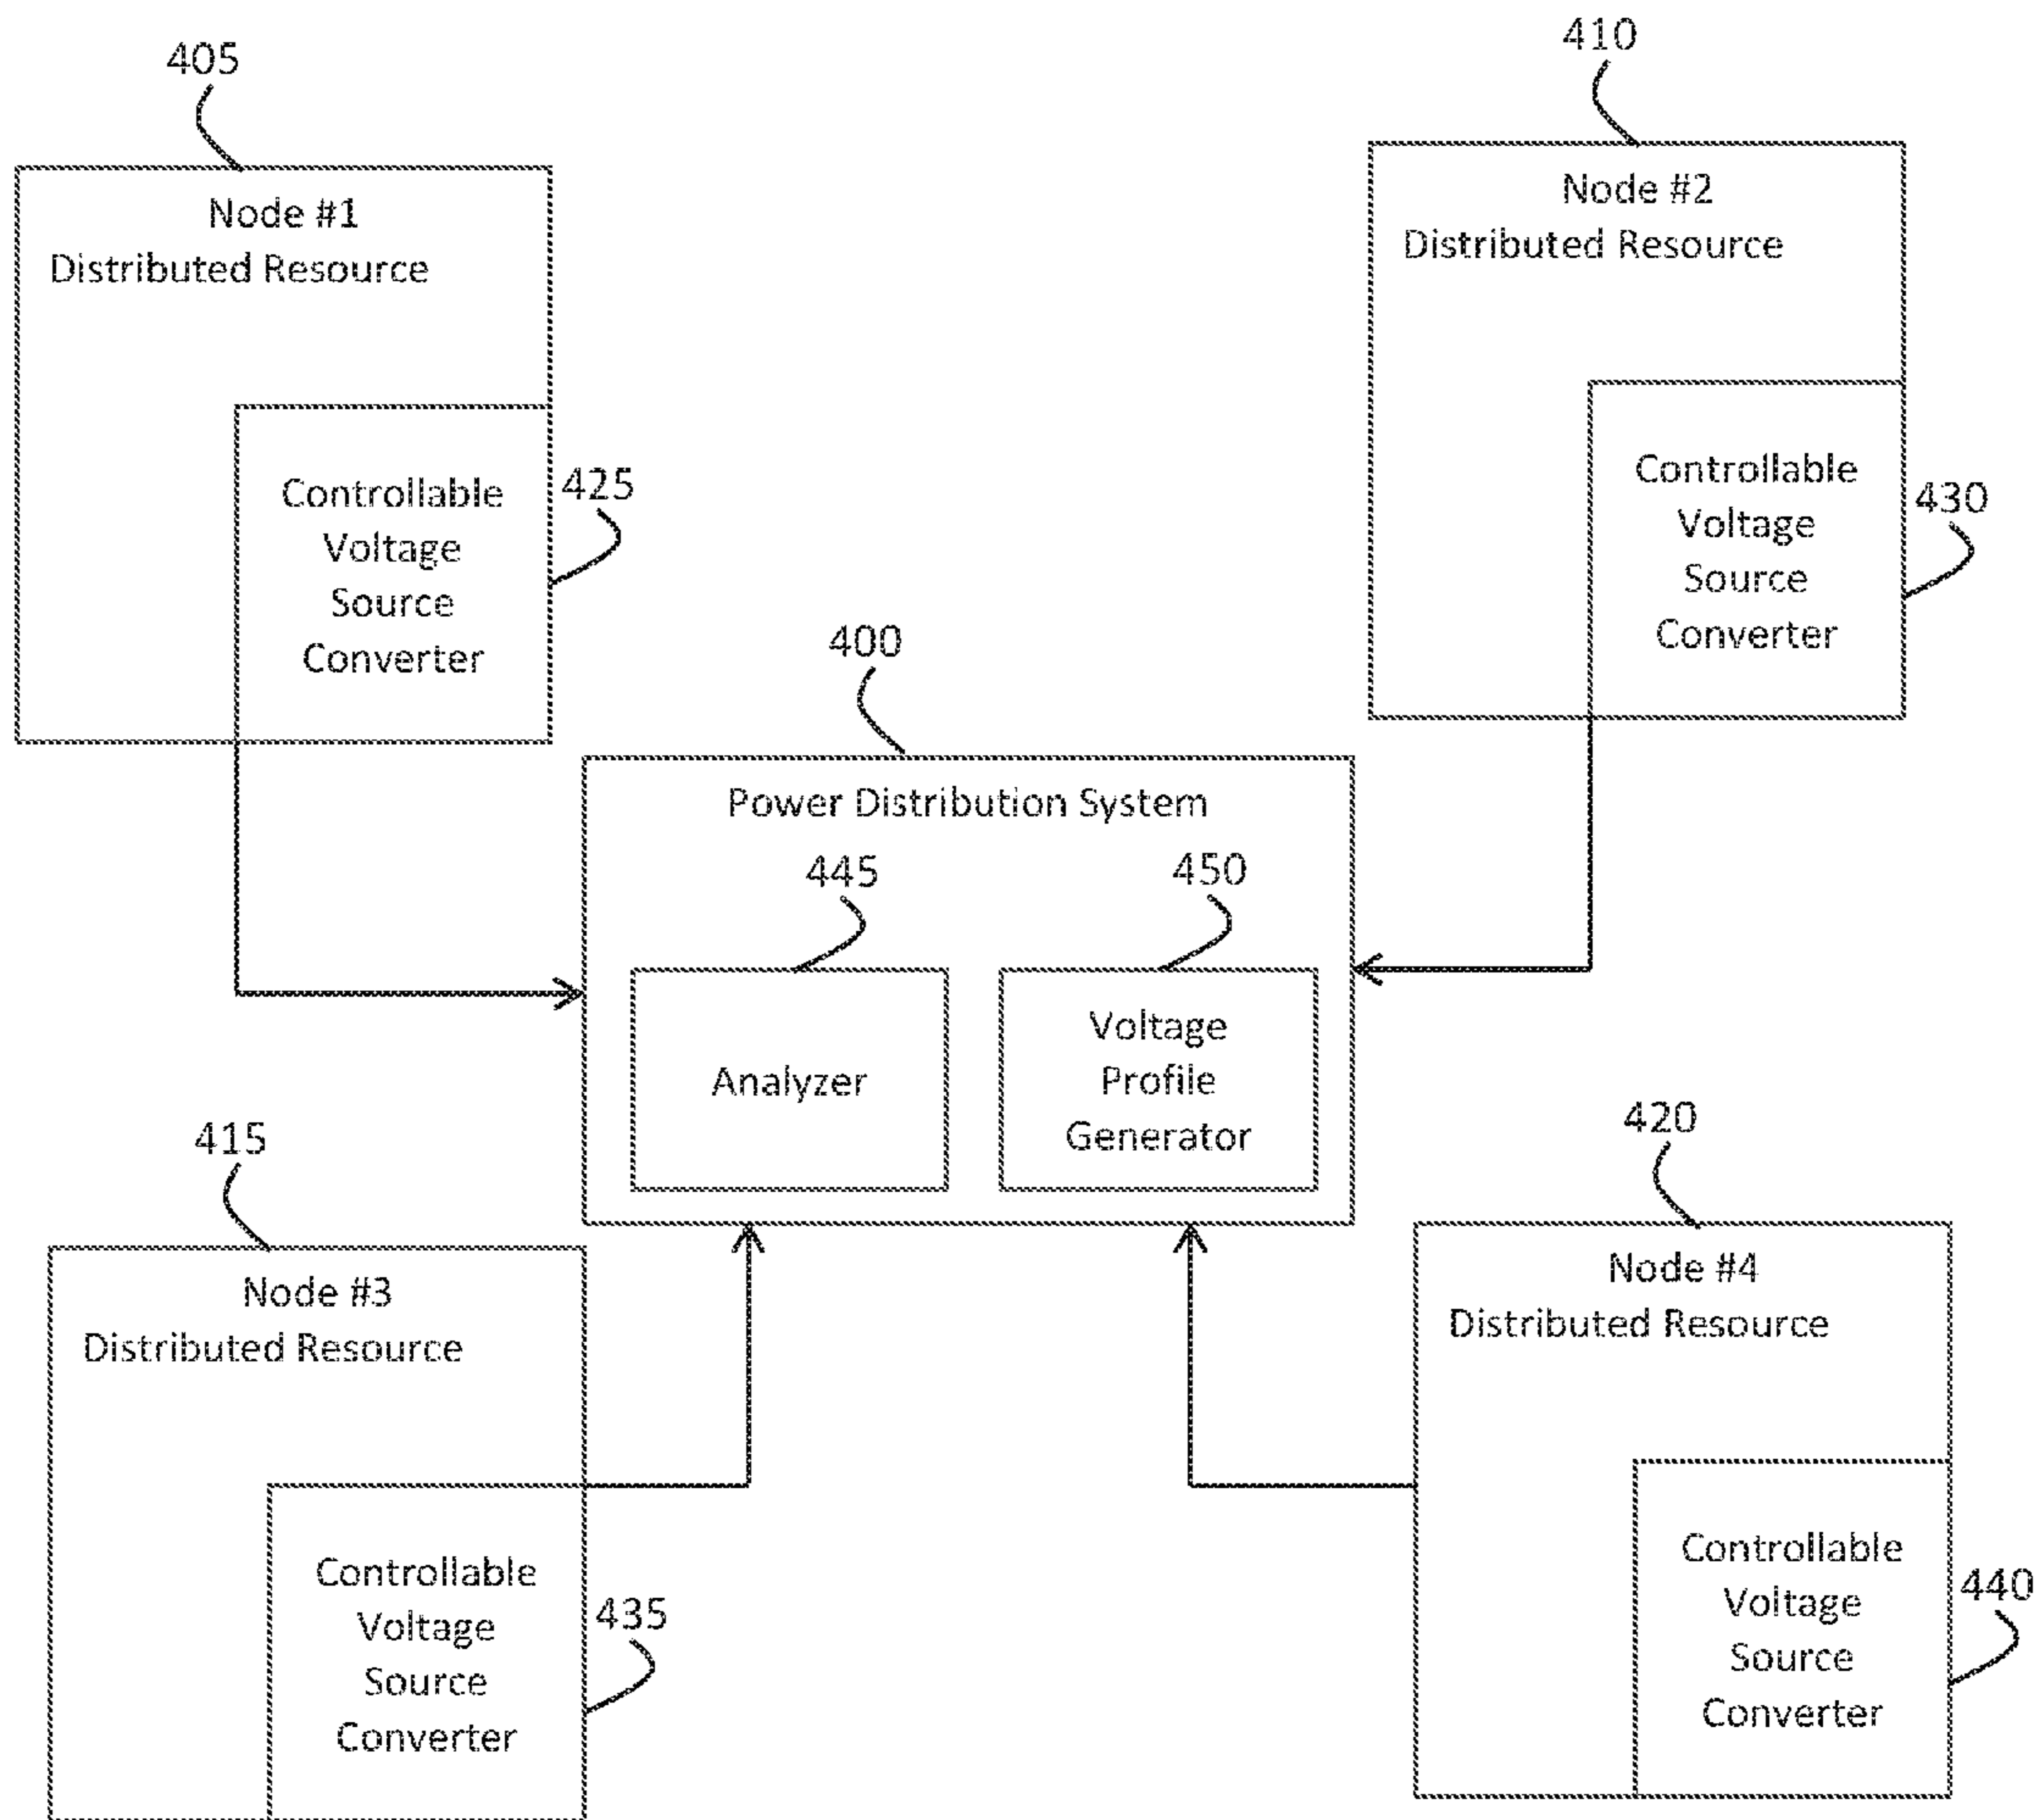 405
Node #1
Distributed Resource
Controllable
Voltage
Source
Converter
425
410
Node #2
Distributed Resource
Controllable
Voltage
Source
Converter
430
400
Power Distribution System
445
Analyzer
450
Voltage
Profile
Generator
415
Node #3
Distributed Resource
Controllable
Voltage
Source
Converter
435
420
Node #4
Distributed Resource
Controllable
Voltage
Source
Converter
440